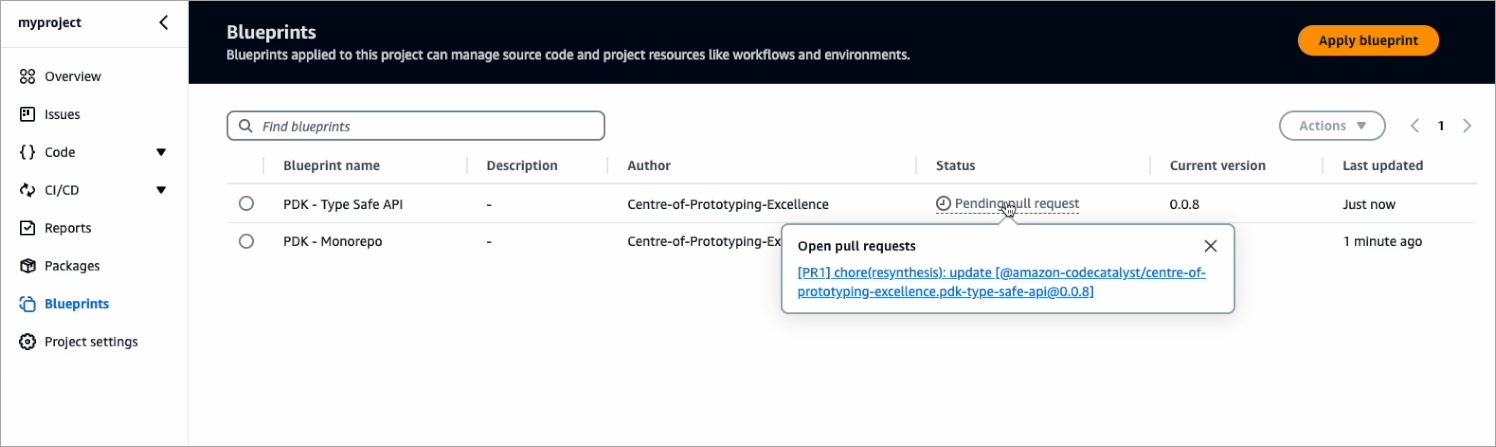 myproject
Overview
Issues
Code
CI/CD
Reports
Packages
Blueprints
Project settings
Blueprints
Blueprints applied to this project can manage source code and project resources like workflows and environments.
Apply blueprint
Find blueprints
Actions
1
Blueprint name Description Author Status Current version Last updated
PDK - Type Safe API - Centre-of-Prototyping-Excellence Pending pull request 0.0.8 Just now
PDK - Monorepo - Centre-of-Prototyping-Ex 1 minute ago
Open pull requests
[PR1] chore(resynthesis): update [@amazon-codecatalyst/centre-of-
prototyping-excellence.pdk-type-safe-api@0.0.8]